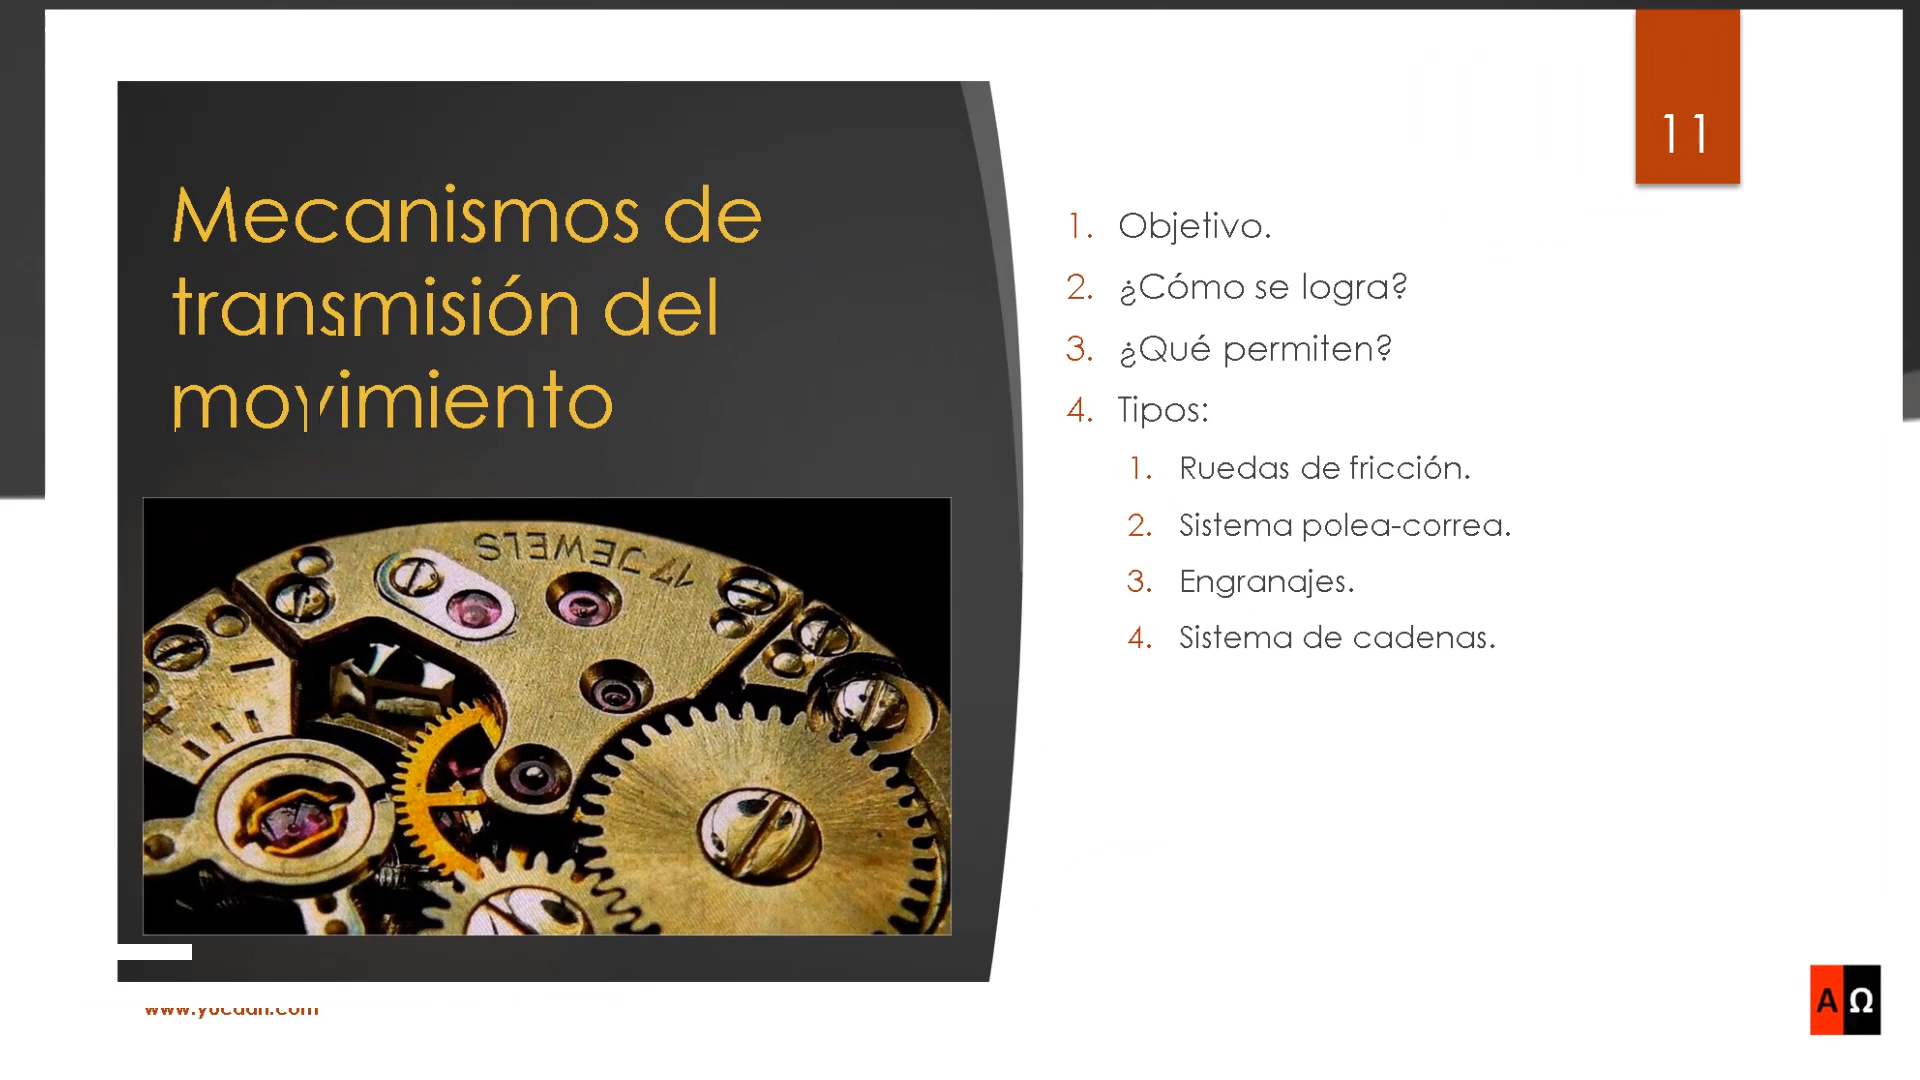 11
Mecanismos de
transmisión del
movimiento
1. Objetivo.
2. ¿Cómo se logra?
3. ¿Qué permiten?
4. Tipos:
1. Ruedas de fricción.
2. Sistema polea-correa.
3. Engranajes.
4. Sistema de cadenas.
17 JEWELS
AΩ